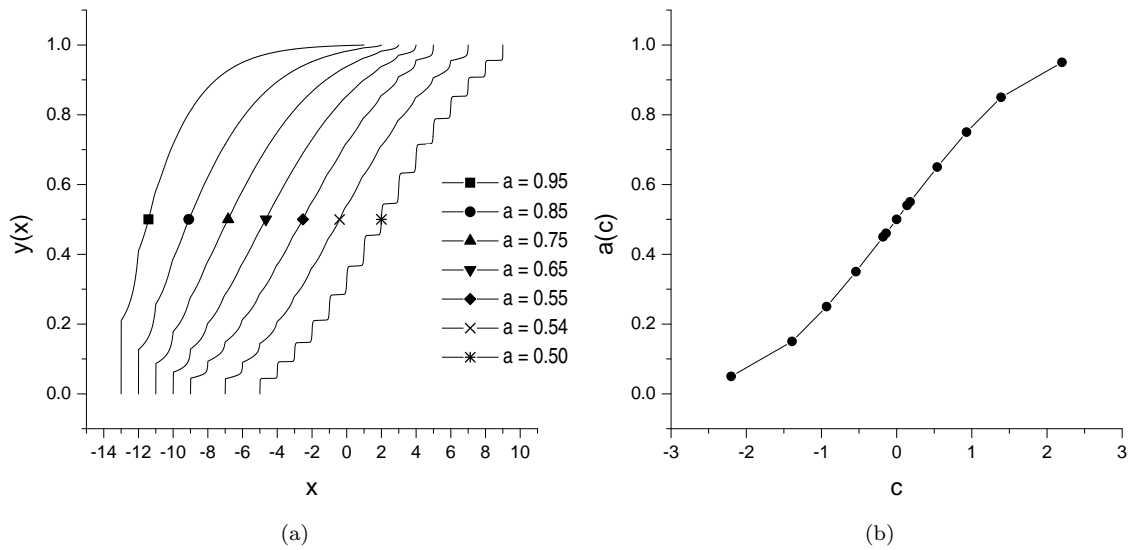 1.0
0.8
0.6
0.4
0.2
0.0
y(x)
-14 -12 -10 -8 -6 -4 -2 0 2 4 6 8 10
x
a = 0.95
a = 0.85
a = 0.75
a = 0.65
a = 0.55
a = 0.54
a = 0.50
(a)
1.0
0.8
0.6
0.4
0.2
0.0
a(c)
-3 -2 -1 0 1 2 3
c
(b)